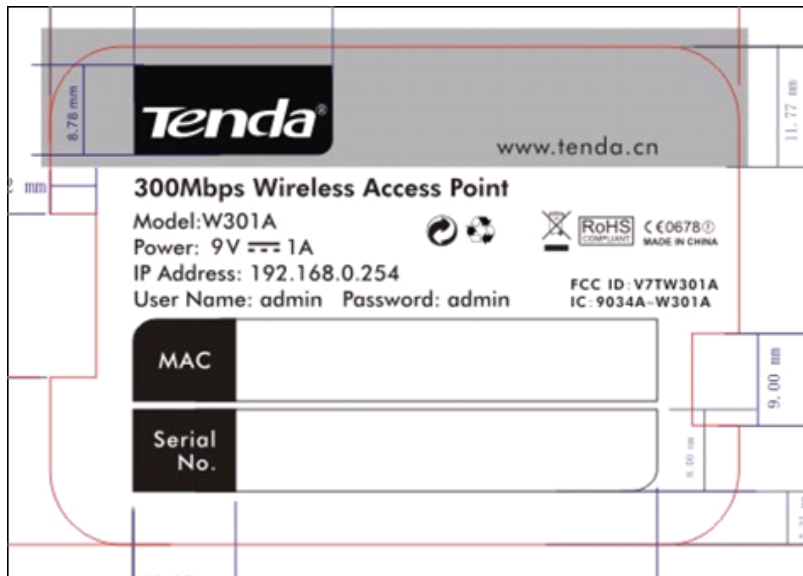 8.78 mm
Tenda®
www.tenda.cn
11.77 mm
mm
300Mbps Wireless Access Point
Model:W301A
Power: 9V ⎓ 1A
RoHS
COMPLIANT
CE0678ⓘ
MADE IN CHINA
IP Address: 192.168.0.254
User Name: admin Password: admin
FCC ID:V7TW301A
IC:9034A-W301A
MAC
9.00 mm
Serial
No.
8.00 mm